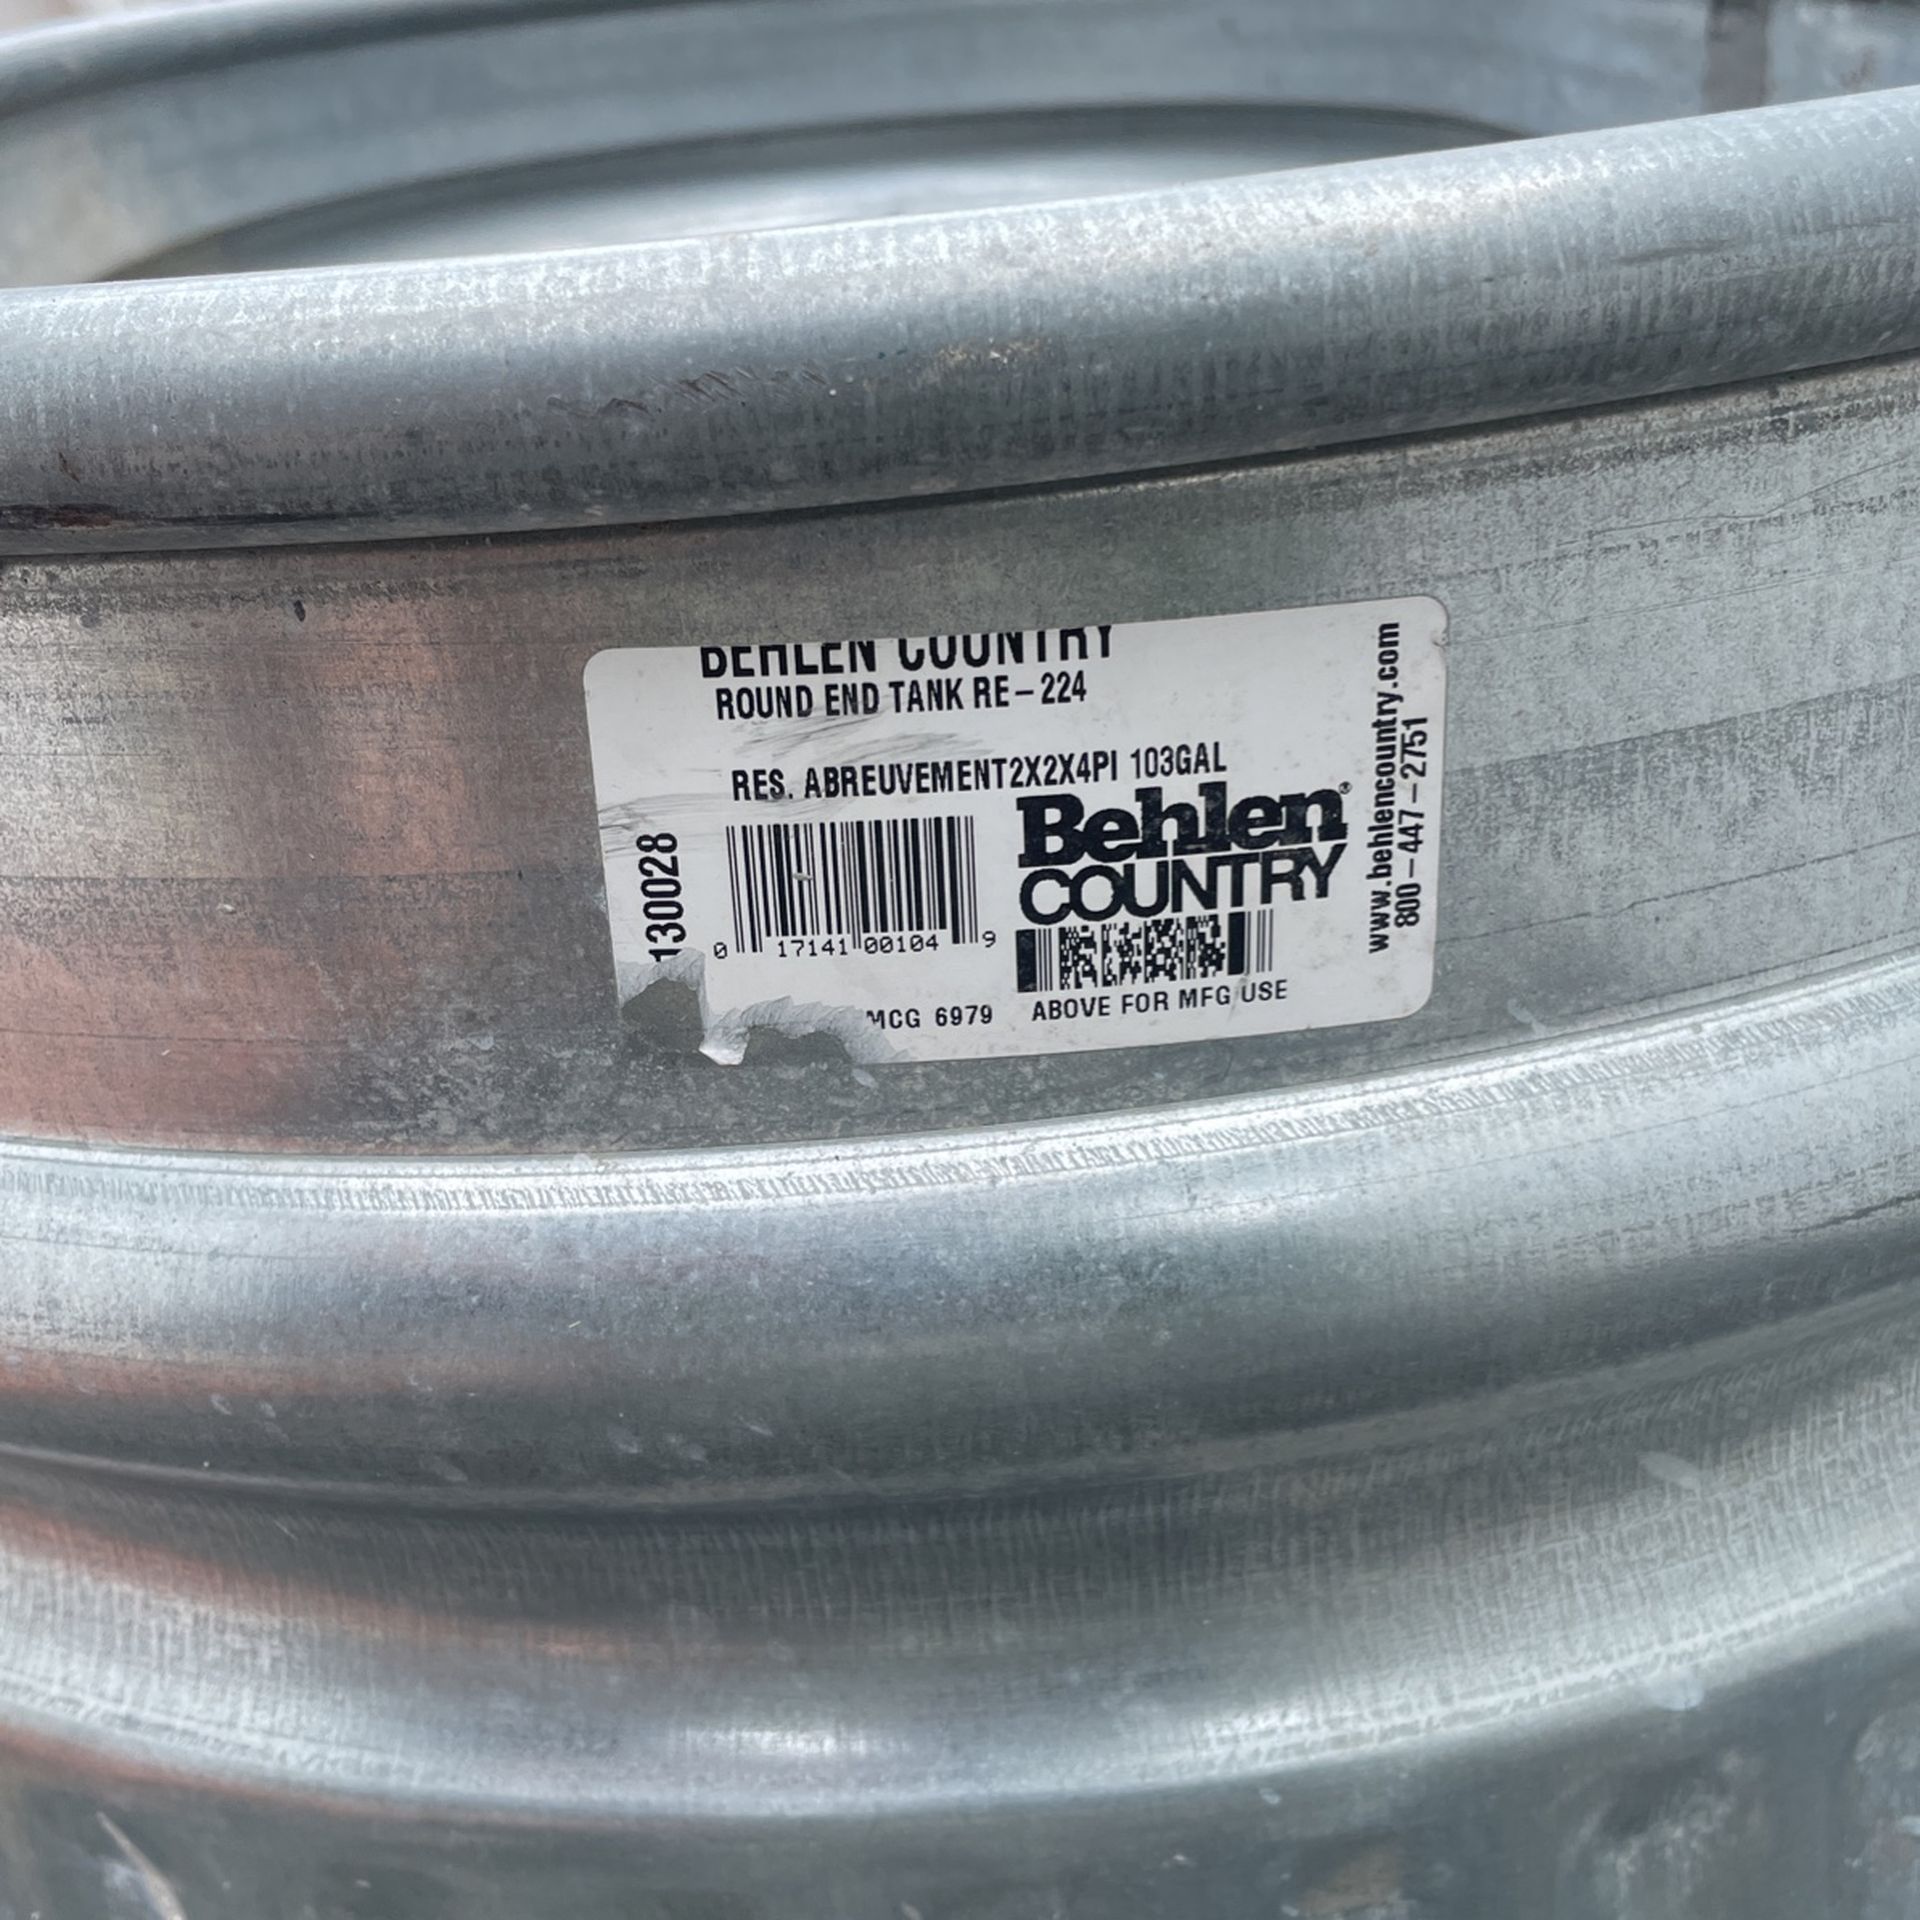 BEHLEN COUNTRY
ROUND END TANK RE-224
RES. ABREUVEMENT2X2X4PI 103GAL
130028
0 17141 00104 9
Behlen®
COUNTRY
MCG 6979
ABOVE FOR MFG USE
www.behlencountry.com
800-447-2751